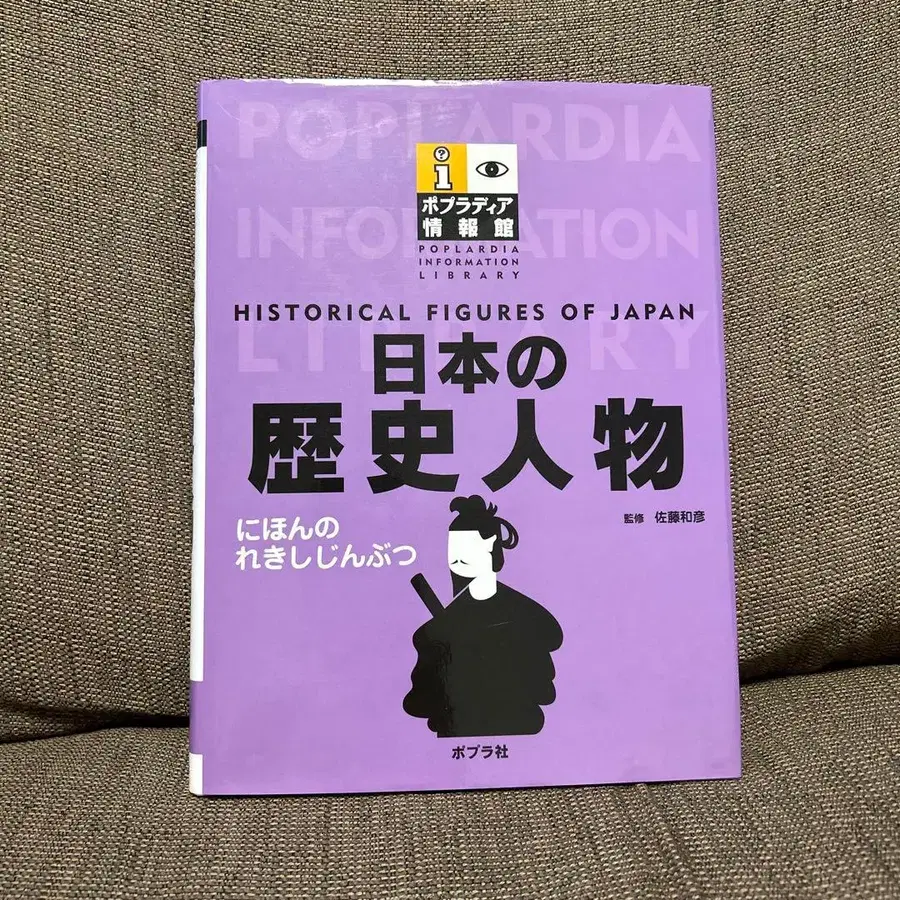 POPLARDIA
INFORMATION
LIBRARY
?
i
ポプラディア
情報館
POPLARDIA
INFORMATION
LIBRARY
HISTORICAL FIGURES OF JAPAN
日本の
歴史人物
監修 佐藤和彦
にほんの
れきしじんぶつ
ポプラ社